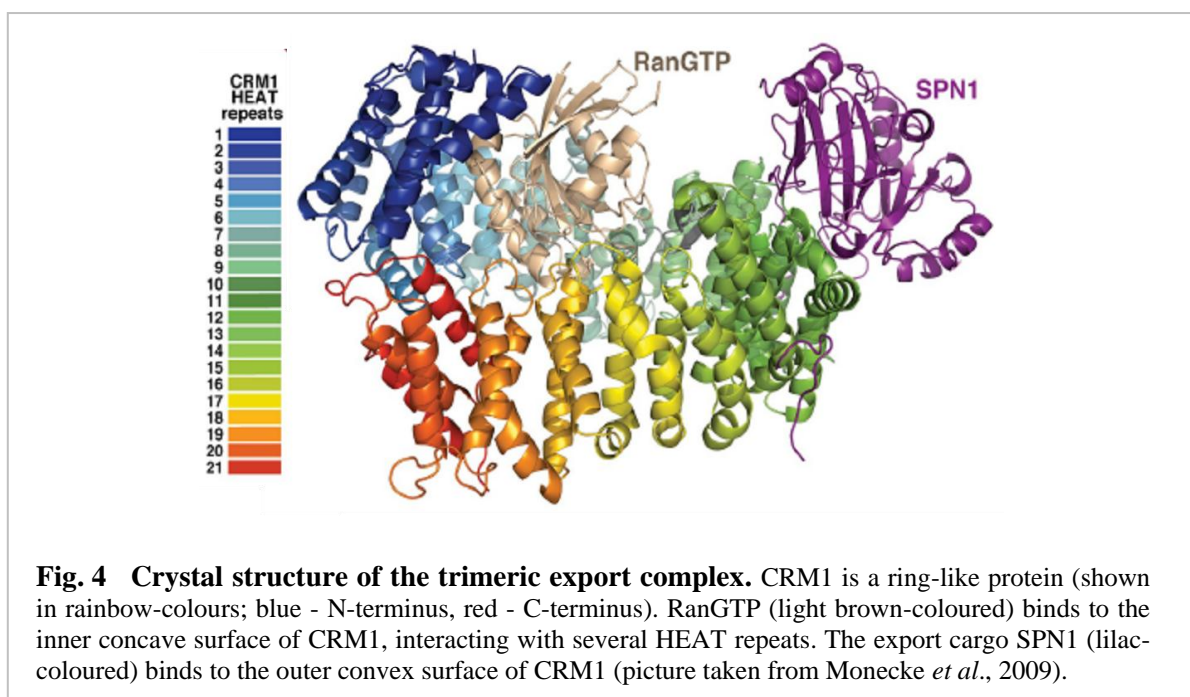 RanGTP
SPN1
CRM1
HEAT
repeats
1
2
3
4
5
6
7
8
9
10
11
12
13
14
15
16
17
18
19
20
21
Fig. 4 Crystal structure of the trimeric export complex. CRM1 is a ring-like protein (shown
in rainbow-colours; blue - N-terminus, red - C-terminus). RanGTP (light brown-coloured) binds to the
inner concave surface of CRM1, interacting with several HEAT repeats. The export cargo SPN1 (lilac-
coloured) binds to the outer convex surface of CRM1 (picture taken from Monecke et al., 2009).